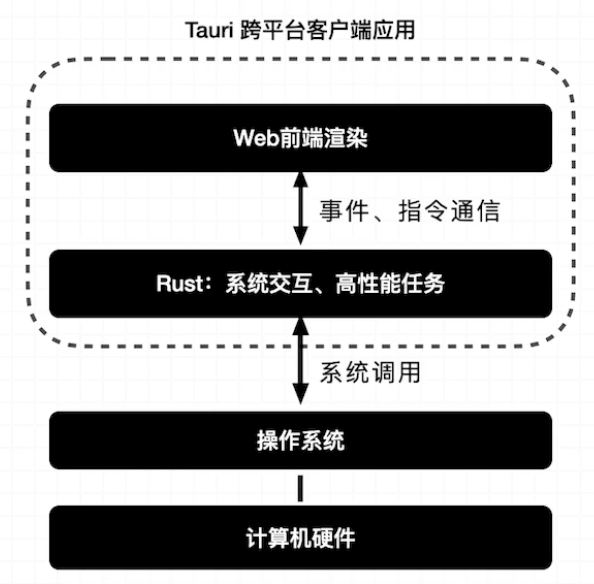 Tauri 跨平台客户端应用
Web前端渲染
事件、指令通信
Rust：系统交互、高性能任务
系统调用
操作系统
计算机硬件